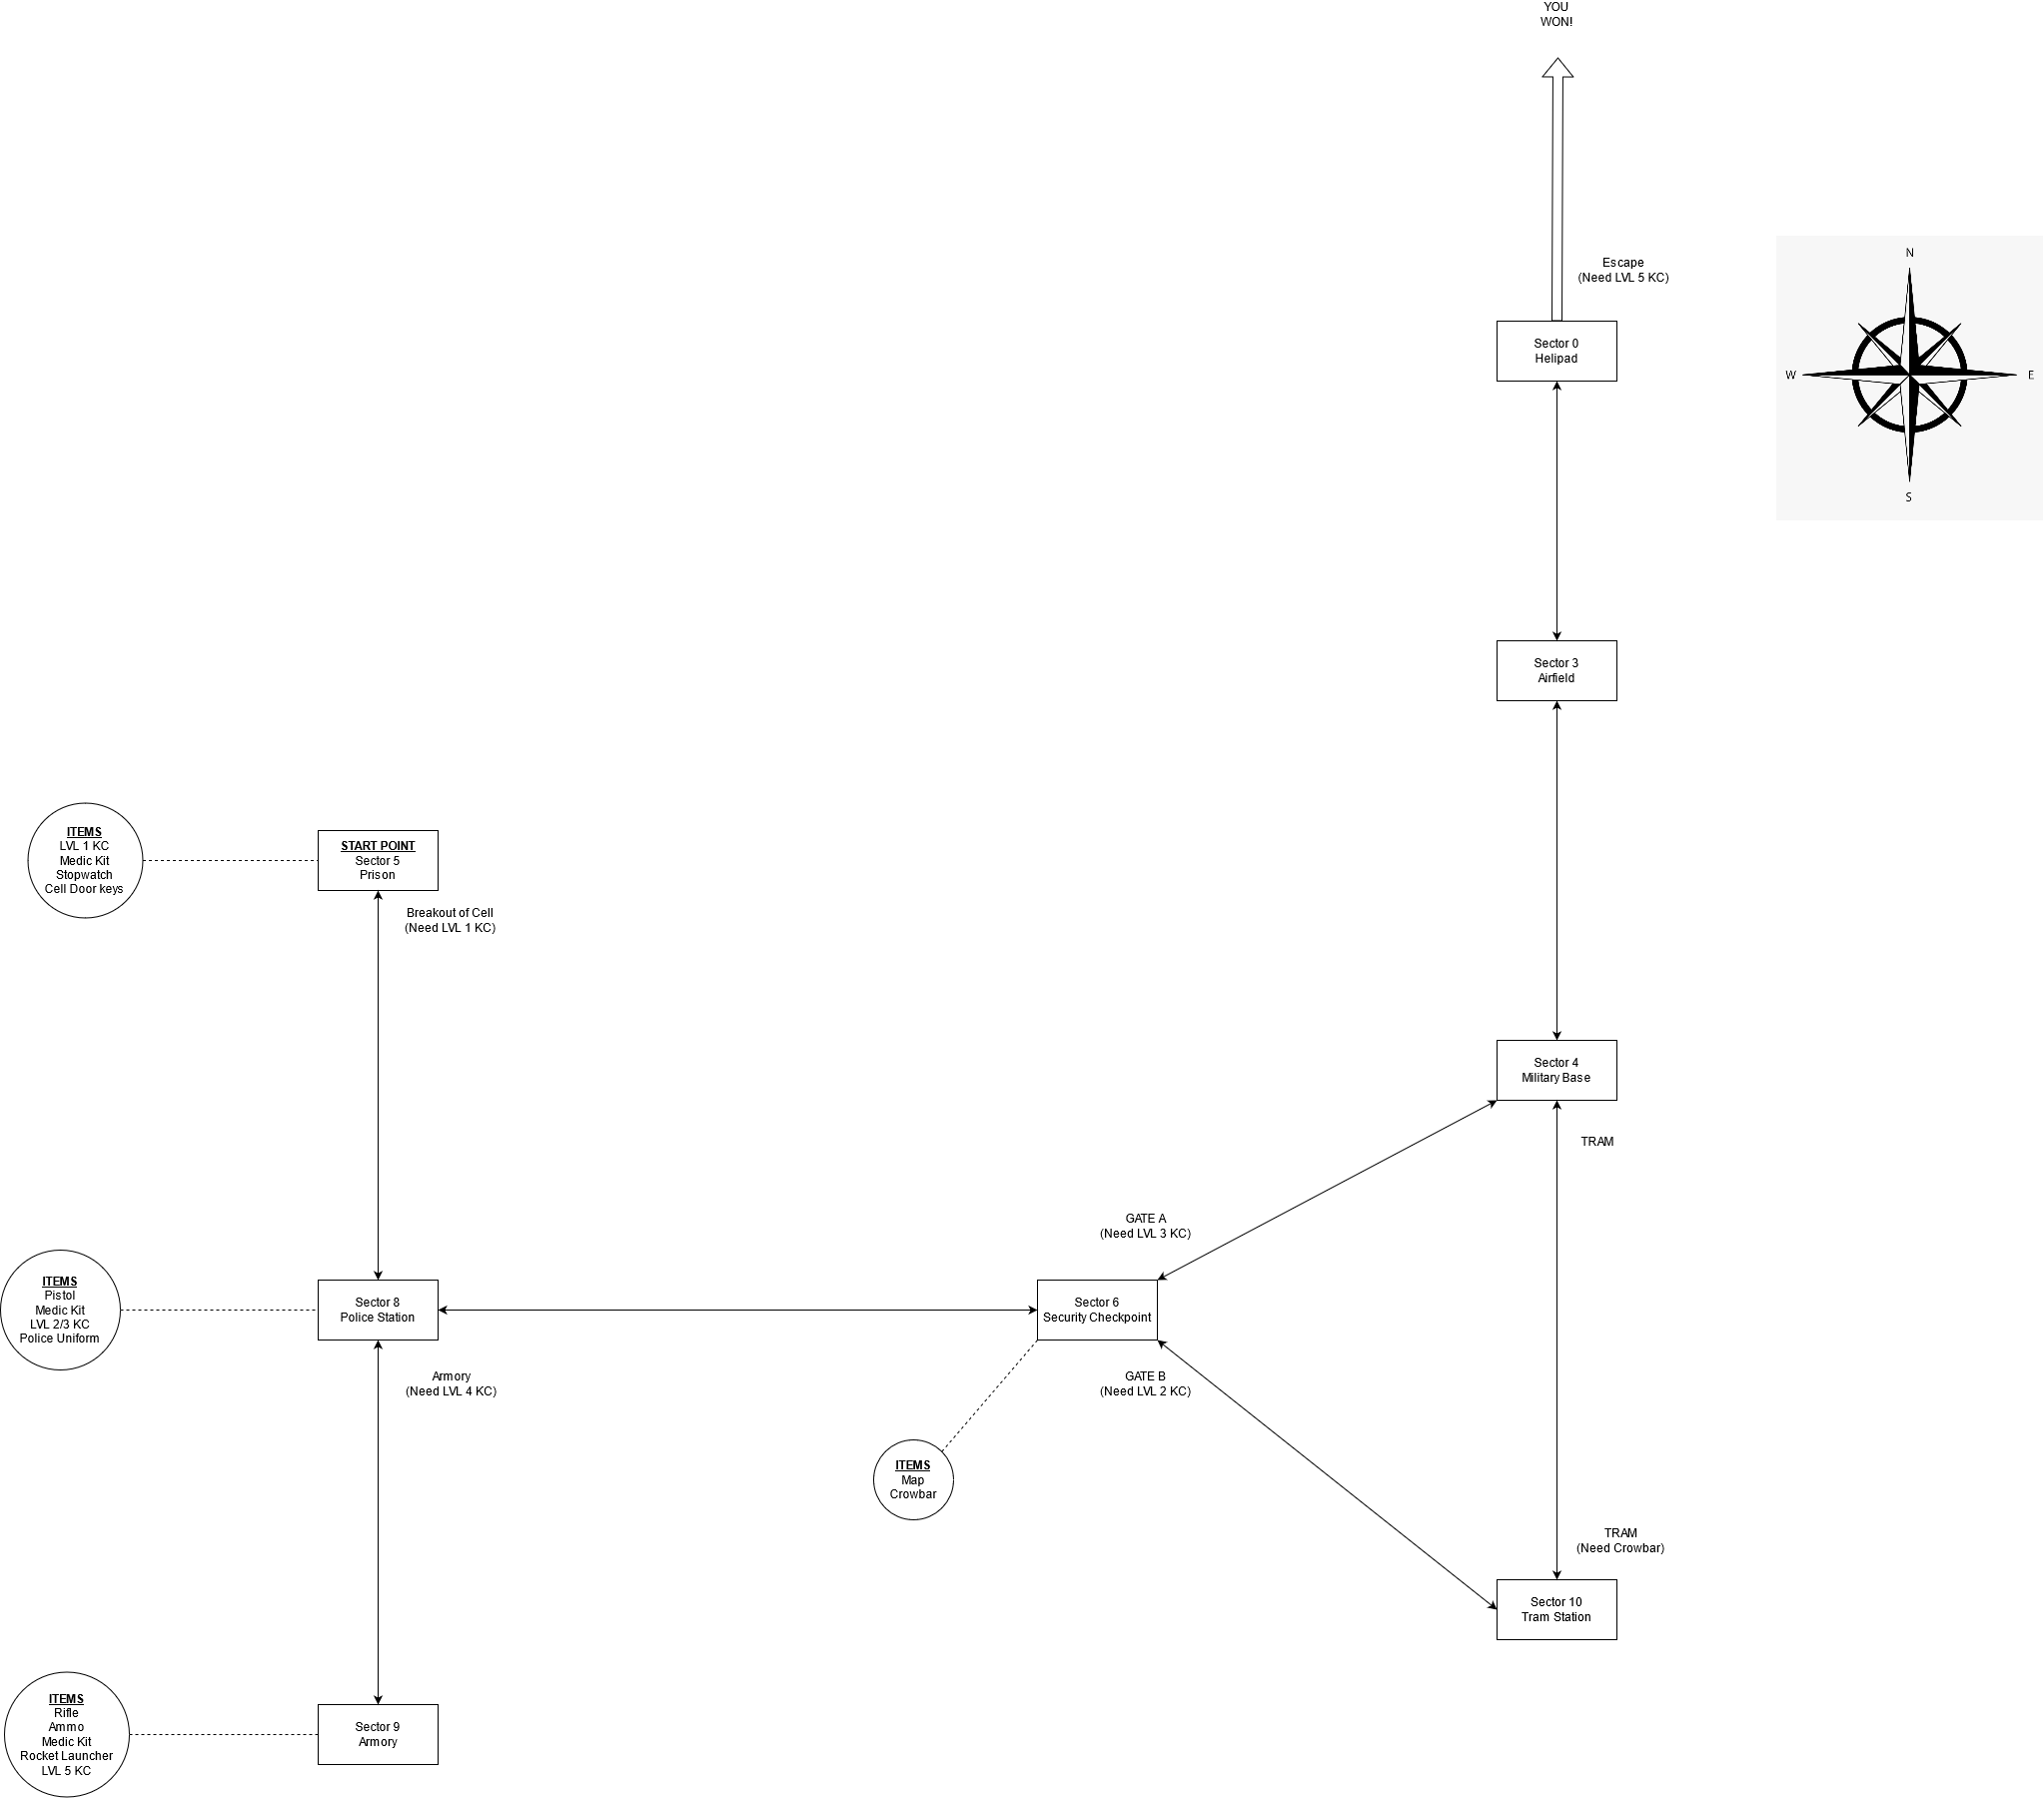 YOU
WON!
Escape
(Need LVL 5 KC)
N
W
E
S
Sector 0
Helipad
Sector 3
Airfield
ITEMS
LVL 1 KC
Medic Kit
Stopwatch
Cell Door keys
START POINT
Sector 5
Prison
Breakout of Cell
(Need LVL 1 KC)
Sector 4
Military Base
TRAM
GATE A
(Need LVL 3 KC)
ITEMS
Pistol
Medic Kit
LVL 2/3 KC
Police Uniform
Sector 8
Police Station
Sector 6
Security Checkpoint
Armory
(Need LVL 4 KC)
GATE B
(Need LVL 2 KC)
ITEMS
Map
Crowbar
TRAM
(Need Crowbar)
Sector 10
Tram Station
ITEMS
Rifle
Ammo
Medic Kit
Rocket Launcher
LVL 5 KC
Sector 9
Armory